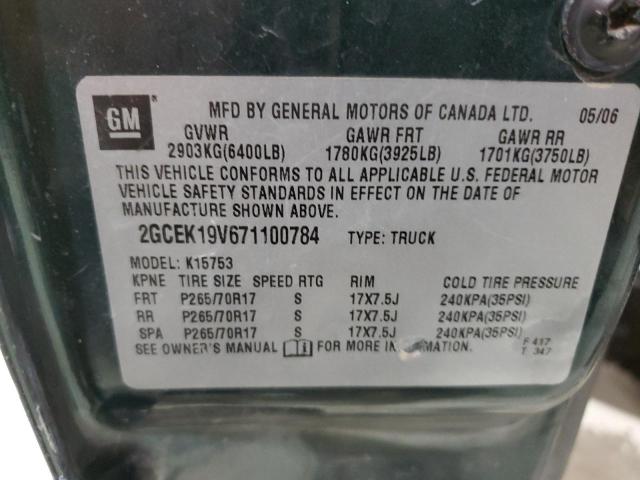 GM
MFD BY GENERAL MOTORS OF CANADA LTD. 05/06
GVWR GAWR FRT GAWR RR
2903KG(6400LB) 1780KG(3925LB) 1701KG(3750LB)
THIS VEHICLE CONFORMS TO ALL APPLICABLE U.S. FEDERAL MOTOR
VEHICLE SAFETY STANDARDS IN EFFECT ON THE DATE OF
MANUFACTURE SHOWN ABOVE.
2GCEK19V671100784 TYPE: TRUCK
MODEL: K15753
KPNE TIRE SIZE SPEED RTG RIM COLD TIRE PRESSURE
FRT P265/70R17 S 17X7.5J 240KPA(35PSI)
RR P265/70R17 S 17X7.5J 240KPA(35PSI)
SPA P265/70R17 S 17X7.5J 240KPA(35PSI)
SEE OWNER'S MANUAL FOR MORE INFORMATION.
F 437
T 347